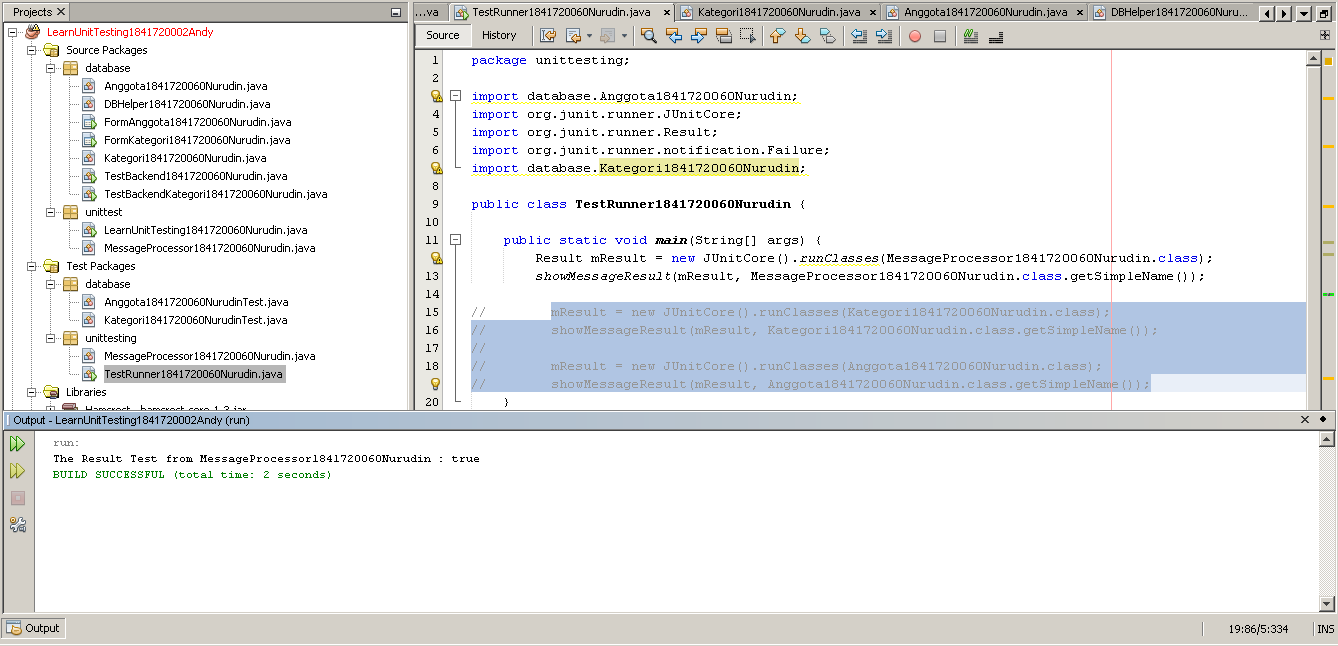 Projects
LearnUnitTesting1841720002Andy
Source Packages
database
Anggota1841720060Nurudin.java
DBHelper1841720060Nurudin.java
FormAnggota1841720060Nurudin.java
FormKategori1841720060Nurudin.java
Kategori1841720060Nurudin.java
TestBackend1841720060Nurudin.java
TestBackendKategori1841720060Nurudin.java
unittest
LearnUnitTesting1841720060Nurudin.java
MessageProcessor1841720060Nurudin.java
Test Packages
database
Anggota1841720060NurudinTest.java
Kategori1841720060NurudinTest.java
unittesting
MessageProcessor1841720060Nurudin.java
TestRunner1841720060Nurudin.java
Libraries
Hamcrest - hamcrest-core-1.3.jar
...va TestRunner1841720060Nurudin.java Kategori1841720060Nurudin.java Anggota1841720060Nurudin.java DBHelper1841720060Nuru...
Source History
1 package unittesting;
2
import database.Anggota1841720060Nurudin;
4 import org.junit.runner.JUnitCore;
5 import org.junit.runner.Result;
6 import org.junit.runner.notification.Failure;
import database.Kategori1841720060Nurudin;
8
9 public class TestRunner1841720060Nurudin {
10
11 public static void main(String[] args) {
Result mResult = new JUnitCore().runClasses(MessageProcessor1841720060Nurudin.class);
13 showMessageResult(mResult, MessageProcessor1841720060Nurudin.class.getSimpleName());
14
15 // mResult = new JUnitCore().runClasses(Kategori1841720060Nurudin.class);
16 // showMessageResult(mResult, Kategori1841720060Nurudin.class.getSimpleName());
17 //
18 // mResult = new JUnitCore().runClasses(Anggota1841720060Nurudin.class);
// showMessageResult(mResult, Anggota1841720060Nurudin.class.getSimpleName());
20 }
Output - LearnUnitTesting1841720002Andy (run)
run:
The Result Test from MessageProcessor1841720060Nurudin : true
BUILD SUCCESSFUL (total time: 2 seconds)
Output
19:86/5:334 INS